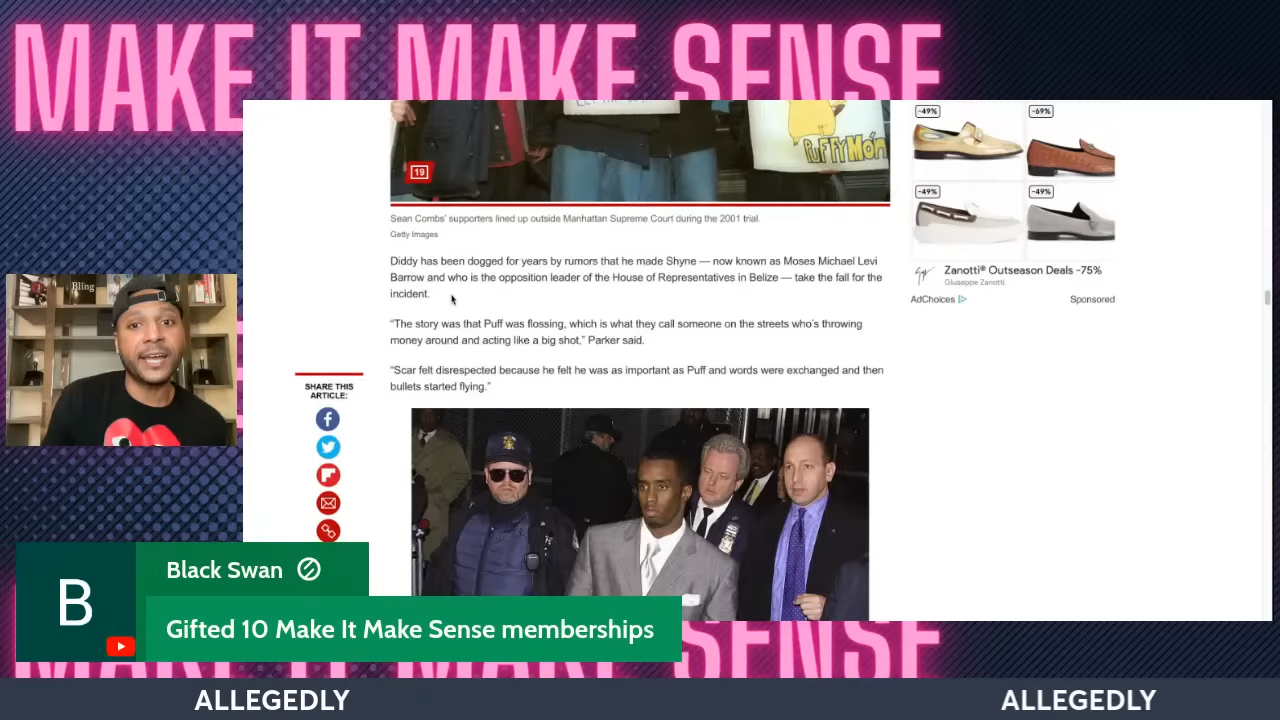 MAKE IT MAKE SENSE
PUFFYMón
19
Sean Combs' supporters lined up outside Manhattan Supreme Court during the 2001 trial.
Getty Images
Diddy has been dogged for years by rumors that he made Shyne — now known as Moses Michael Levi
Barrow and who is the opposition leader of the House of Representatives in Belize — take the fall for the
incident.
“The story was that Puff was flossing, which is what they call someone on the streets who’s throwing
money around and acting like a big shot,” Parker said.
“Scar felt disrespected because he felt he was as important as Puff and words were exchanged and then
bullets started flying.”
SHARE THIS
ARTICLE:
-49%
-69%
-49%
-49%
Zanotti® Outseason Deals -75%
Giuseppe Zanotti
AdChoices
Sponsored
Bling
B
Black Swan
Gifted 10 Make It Make Sense memberships
MAKE IT MAKE SENSE
ALLEGEDLY
ALLEGEDLY